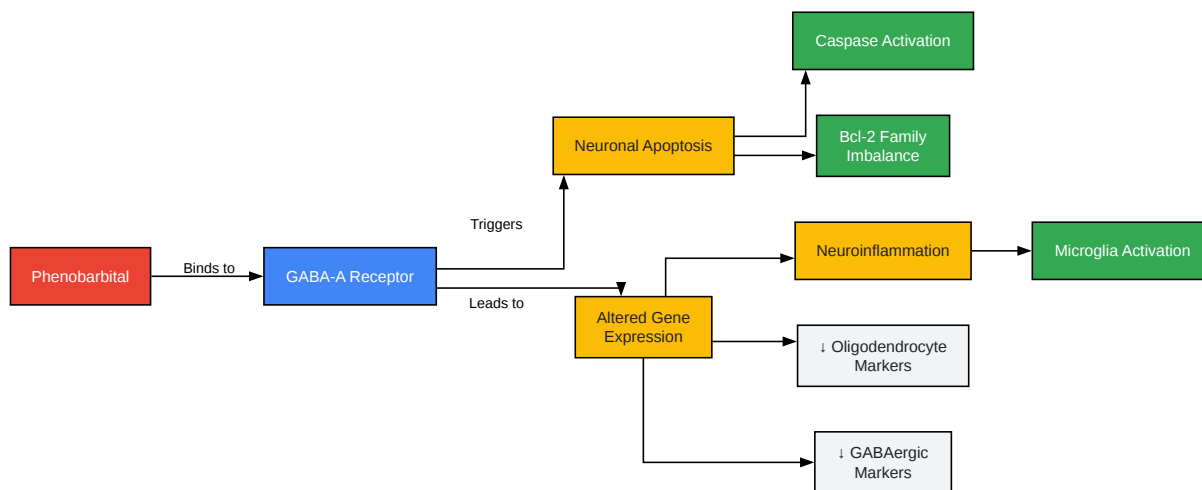 Caspase Activation
Neuronal Apoptosis
Bcl-2 Family
Imbalance
Triggers
Phenobarbital
Binds to
GABA-A Receptor
Leads to
Neuroinflammation
Microglia Activation
Altered Gene
Expression
↓ Oligodendrocyte
Markers
↓ GABAergic
Markers